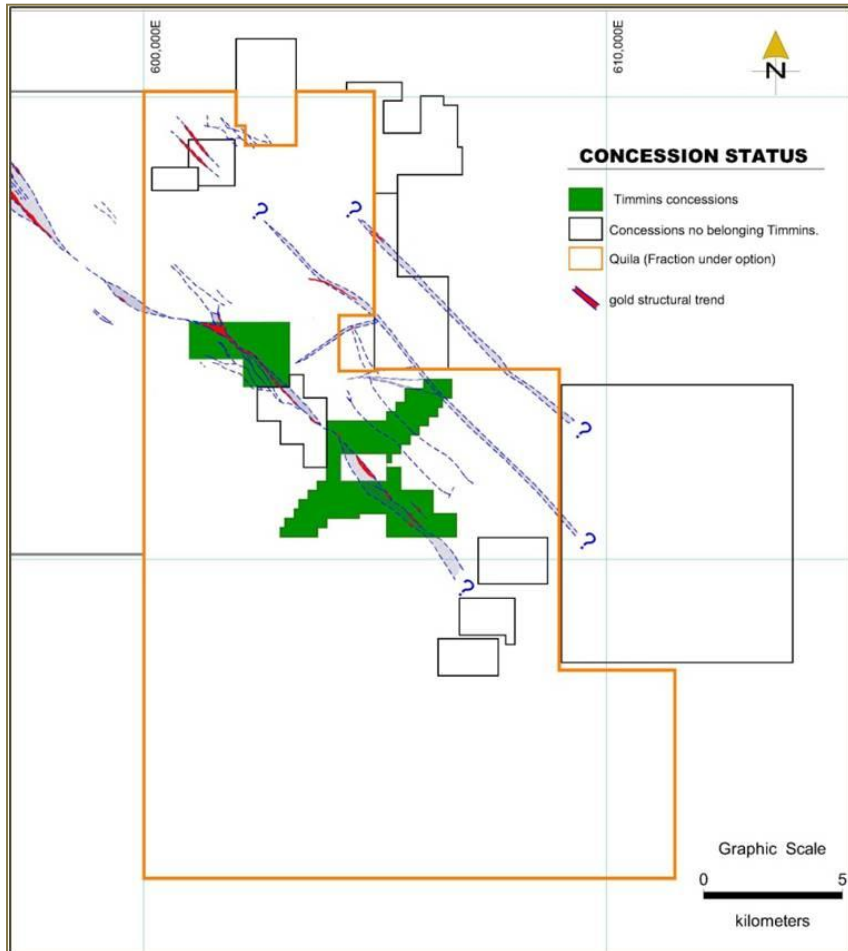 600,000E
610,000E
N
CONCESSION STATUS
Timmins concessions
Concessions no belonging Timmins.
Quila (Fraction under option)
gold structural trend
?
?
?
?
?
Graphic Scale
0 5
kilometers